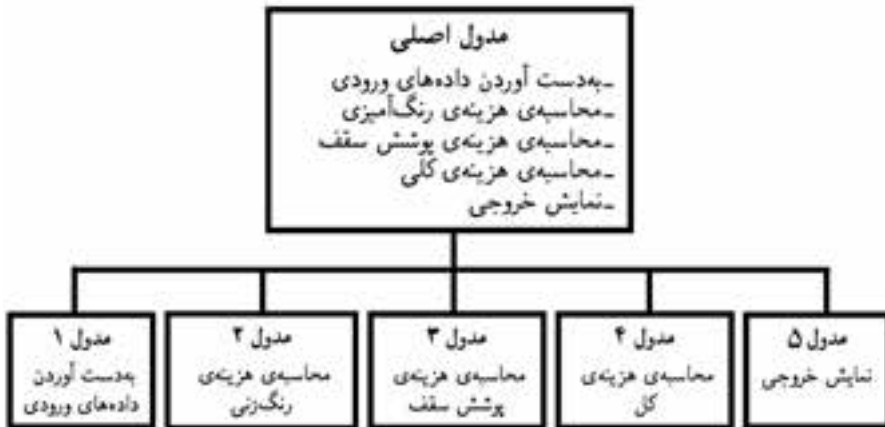 مدول اصلی
ـبه‌دست آوردن داده‌های ورودی
ـمحاسبه‌ی هزینه‌ی رنگ‌آمیزی
ـمحاسبه‌ی هزینه‌ی پوشش سقف
ـمحاسبه‌ی هزینه‌ی کلی
ـنمایش خروجی
مدول ۱
به‌دست آوردن
داده‌های ورودی
مدول ۲
محاسبه‌ی هزینه‌ی
رنگ‌زنی
مدول ۳
محاسبه‌ی هزینه‌ی
پوشش سقف
مدول ۴
محاسبه‌ی هزینه‌ی
کل
مدول ۵
نمایش خروجی